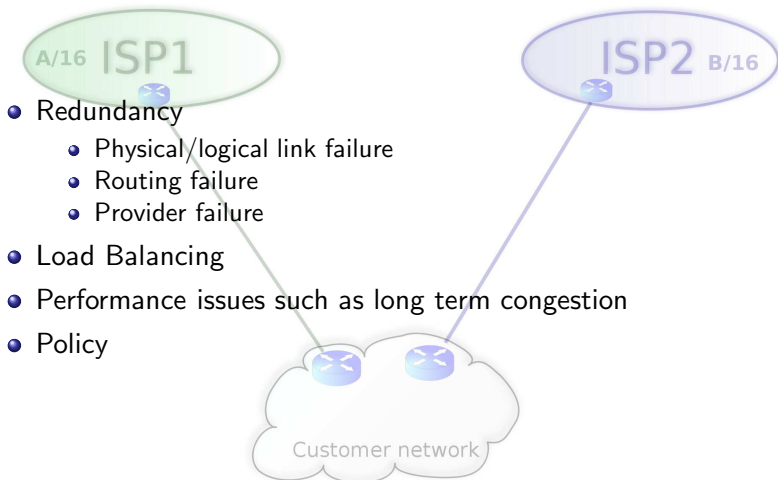 A/16 ISP1
ISP2 B/16
Redundancy
Physical/logical link failure
Routing failure
Provider failure
Load Balancing
Performance issues such as long term congestion
Policy
Customer network